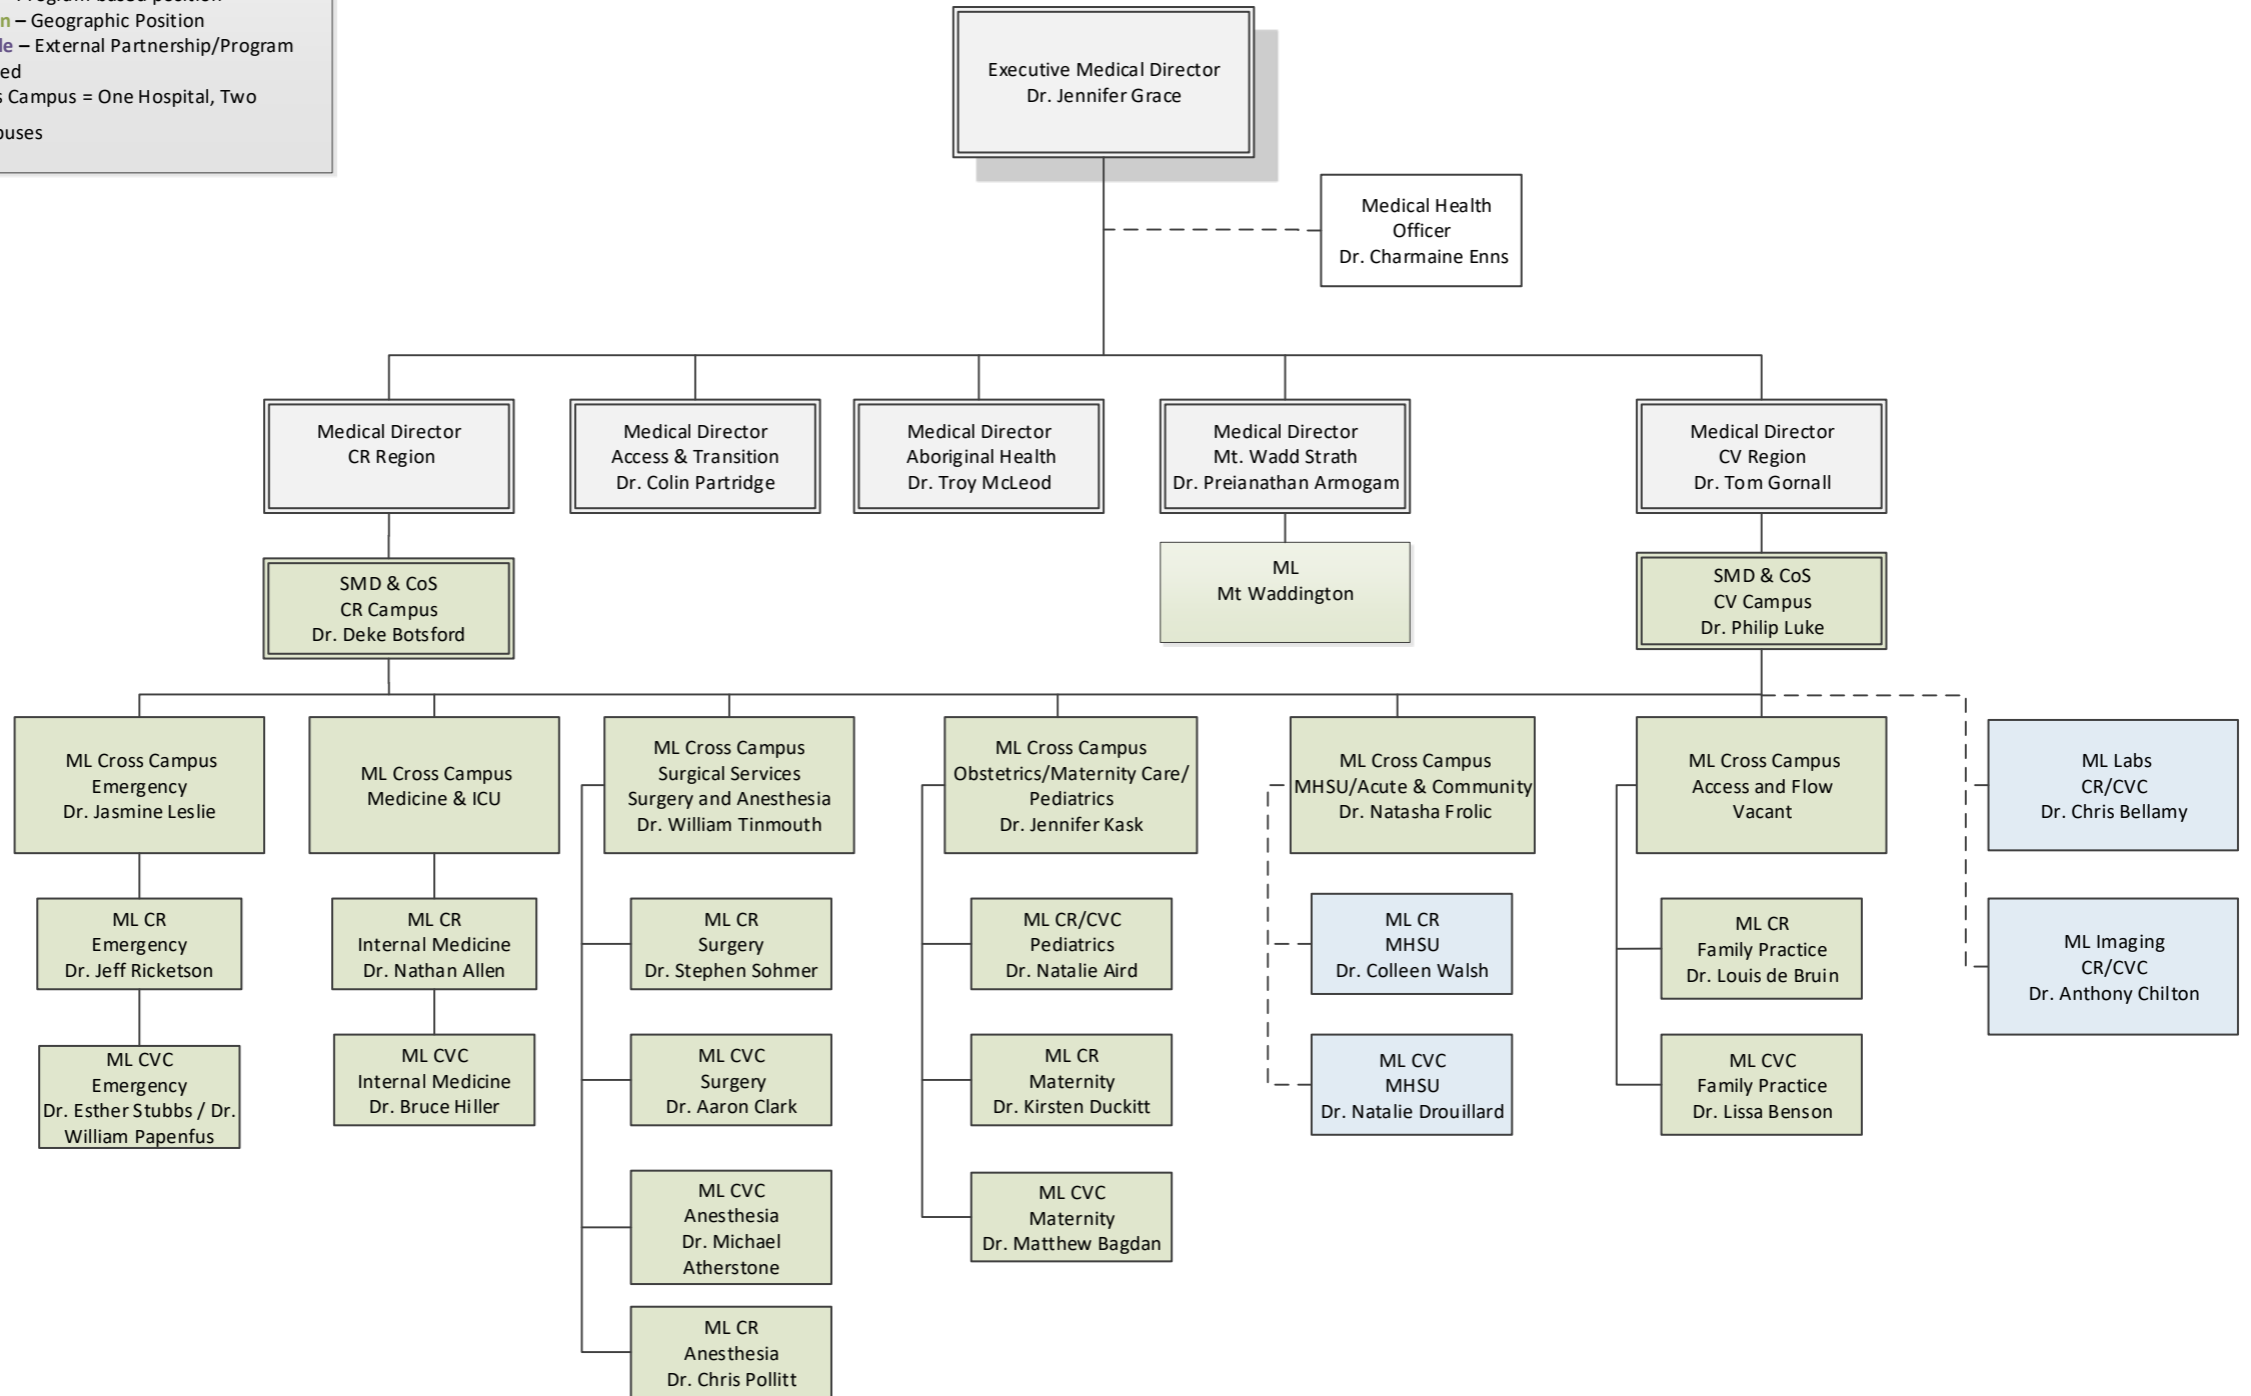 Program based position
n – Geographic Position
le – External Partnership/Program
ed
s Campus = One Hospital, Two
ouses
Executive Medical Director
Dr. Jennifer Grace
Medical Health
Officer
Dr. Charmaine Enns
Medical Director
CR Region
Medical Director
Access & Transition
Dr. Colin Partridge
Medical Director
Aboriginal Health
Dr. Troy McLeod
Medical Director
Mt. Wadd Strath
Dr. Preianathan Armogam
Medical Director
CV Region
Dr. Tom Gornall
SMD & CoS
CR Campus
Dr. Deke Botsford
ML
Mt Waddington
SMD & CoS
CV Campus
Dr. Philip Luke
ML Cross Campus
Emergency
Dr. Jasmine Leslie
ML Cross Campus
Medicine & ICU
ML Cross Campus
Surgical Services
Surgery and Anesthesia
Dr. William Tinmouth
ML Cross Campus
Obstetrics/Maternity Care/
Pediatrics
Dr. Jennifer Kask
ML Cross Campus
MHSU/Acute & Community
Dr. Natasha Frolic
ML Cross Campus
Access and Flow
Vacant
ML Labs
CR/CVC
Dr. Chris Bellamy
ML CR
Emergency
Dr. Jeff Ricketson
ML CR
Internal Medicine
Dr. Nathan Allen
ML CR
Surgery
Dr. Stephen Sohmer
ML CR/CVC
Pediatrics
Dr. Natalie Aird
ML CR
MHSU
Dr. Colleen Walsh
ML CR
Family Practice
Dr. Louis de Bruin
ML Imaging
CR/CVC
Dr. Anthony Chilton
ML CVC
Emergency
Dr. Esther Stubbs / Dr.
William Papenfus
ML CVC
Internal Medicine
Dr. Bruce Hiller
ML CVC
Surgery
Dr. Aaron Clark
ML CR
Maternity
Dr. Kirsten Duckitt
ML CVC
MHSU
Dr. Natalie Drouillard
ML CVC
Family Practice
Dr. Lissa Benson
ML CVC
Anesthesia
Dr. Michael
Atherstone
ML CVC
Maternity
Dr. Matthew Bagdan
ML CR
Anesthesia
Dr. Chris Pollitt